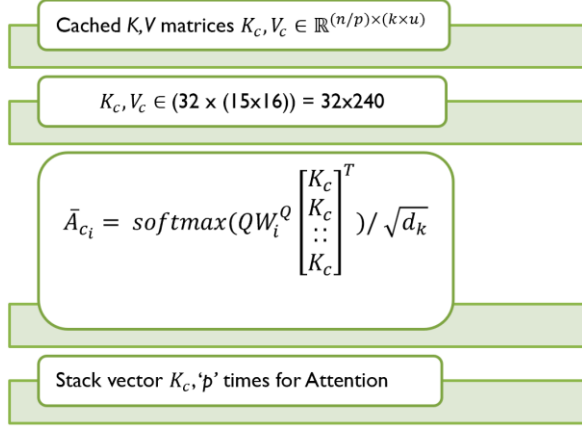 Cached K,V matrices K_c, V_c ∈ ℝ^{(n/p)×(k×u)}
K_c, V_c ∈ (32 x (15x16)) = 32x240
Ā_{c_i} = softmax(QW_i^Q [K_c K_c ∷ K_c]^T )/ √d_k
Stack vector K_c,‘p’ times for Attention